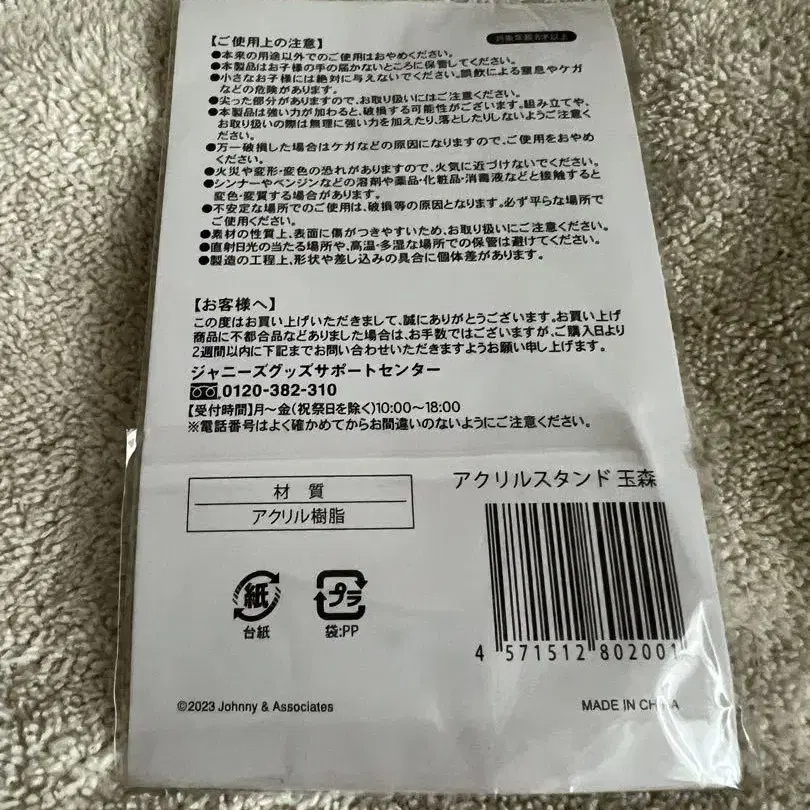 【ご使用上の注意】
対象年齢8才以上
●本来の用途以外でのご使用はおやめください。
●本製品はお子様の手の届かないところに保管してください。
●小さなお子様には絶対に与えないでください。誤飲による窒息やケガ
などの危険があります。
●尖った部分がありますので、お取り扱いにはご注意ください。
●本製品は強い力が加わると、破損する可能性がございます。組み立てや、
お取り扱いの際は無理に強い力を加えたり、落としたりしないようご注意く
ださい。
●万一破損した場合はケガなどの原因になりますので、ご使用をおやめ
ください。
●火災や変形・変色の恐れがありますので、火気に近づけないでください。
●シンナーやベンジンなどの溶剤や薬品・化粧品・消毒液などと接触すると
変色・変質する場合があります。
●不安定な場所でのご使用は、破損等の原因となります。必ず平らな場所で
ご使用ください。
●素材の性質上、表面に傷がつきやすいため、お取り扱いにご注意ください。
●直射日光の当たる場所や、高温・多湿な場所での保管は避けてください。
●製造の工程上、形状や差し込みの具合に個体差があります。
【お客様へ】
この度はお買い上げいただきまして、誠にありがとうございます。お買い上げ
商品に不都合品などありました場合は、お手数ではございますが、ご購入日より
2週間以内に下記までお問い合わせいただきますようお願い申し上げます。
ジャニーズグッズサポートセンター
0120-382-310
【受付時間】月～金(祝祭日を除く)10:00～18:00
※電話番号はよく確かめてからお間違いのないようにご注意ください。
アクリルスタンド 玉森
材 質
アクリル樹脂
紙
台紙
プラ
袋:PP
4 571512 802001
©2023 Johnny & Associates
MADE IN CHINA